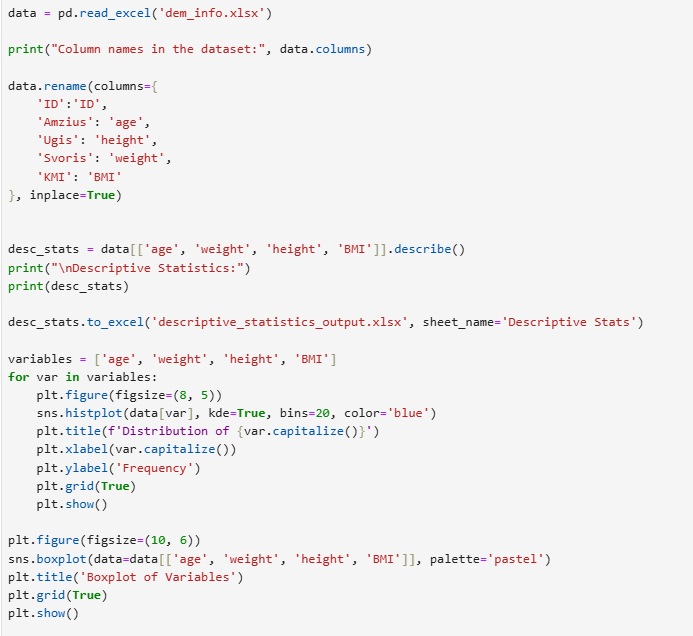 data = pd.read_excel('dem_info.xlsx')
print("Column names in the dataset:", data.columns)
data.rename(columns={
    'ID':'ID',
    'Amzius': 'age',
    'Ugis': 'height',
    'Svoris': 'weight',
    'KMI': 'BMI'
}, inplace=True)
desc_stats = data[['age', 'weight', 'height', 'BMI']].describe()
print("\nDescriptive Statistics:")
print(desc_stats)
desc_stats.to_excel('descriptive_statistics_output.xlsx', sheet_name='Descriptive Stats')
variables = ['age', 'weight', 'height', 'BMI']
for var in variables:
    plt.figure(figsize=(8, 5))
    sns.histplot(data[var], kde=True, bins=20, color='blue')
    plt.title(f'Distribution of {var.capitalize()}')
    plt.xlabel(var.capitalize())
    plt.ylabel('Frequency')
    plt.grid(True)
    plt.show()
plt.figure(figsize=(10, 6))
sns.boxplot(data=data[['age', 'weight', 'height', 'BMI']], palette='pastel')
plt.title('Boxplot of Variables')
plt.grid(True)
plt.show()